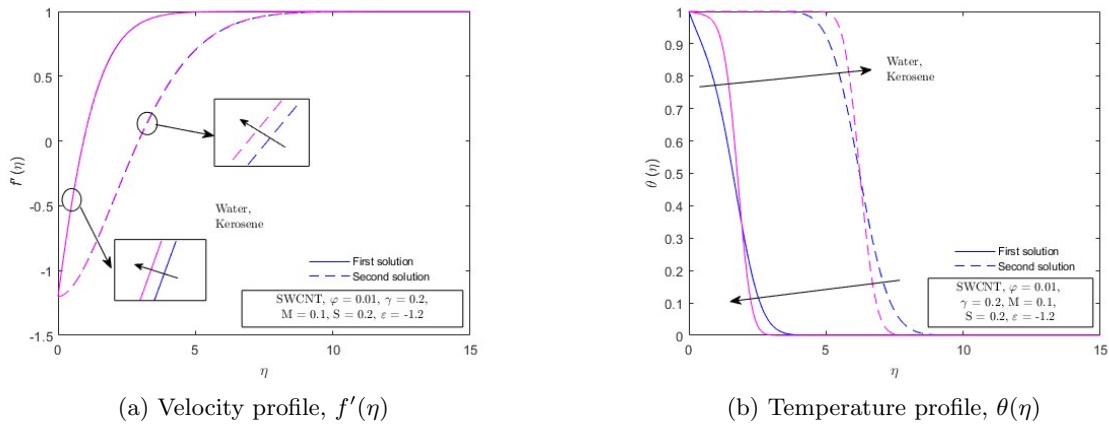 1
0.5
0
-0.5
-1
-1.5
f′(η)
Water,
Kerosene
First solution
Second solution
SWCNT, φ = 0.01, γ = 0.2,
M = 0.1, S = 0.2, ε = -1.2
0 5 10 15
η
(a) Velocity profile, f′(η)
1
0.9
0.8
0.7
0.6
0.5
0.4
0.3
0.2
0.1
0
θ (η)
Water,
Kerosene
First solution
Second solution
SWCNT, φ = 0.01,
γ = 0.2, M = 0.1,
S = 0.2, ε = -1.2
0 5 10 15
η
(b) Temperature profile, θ(η)